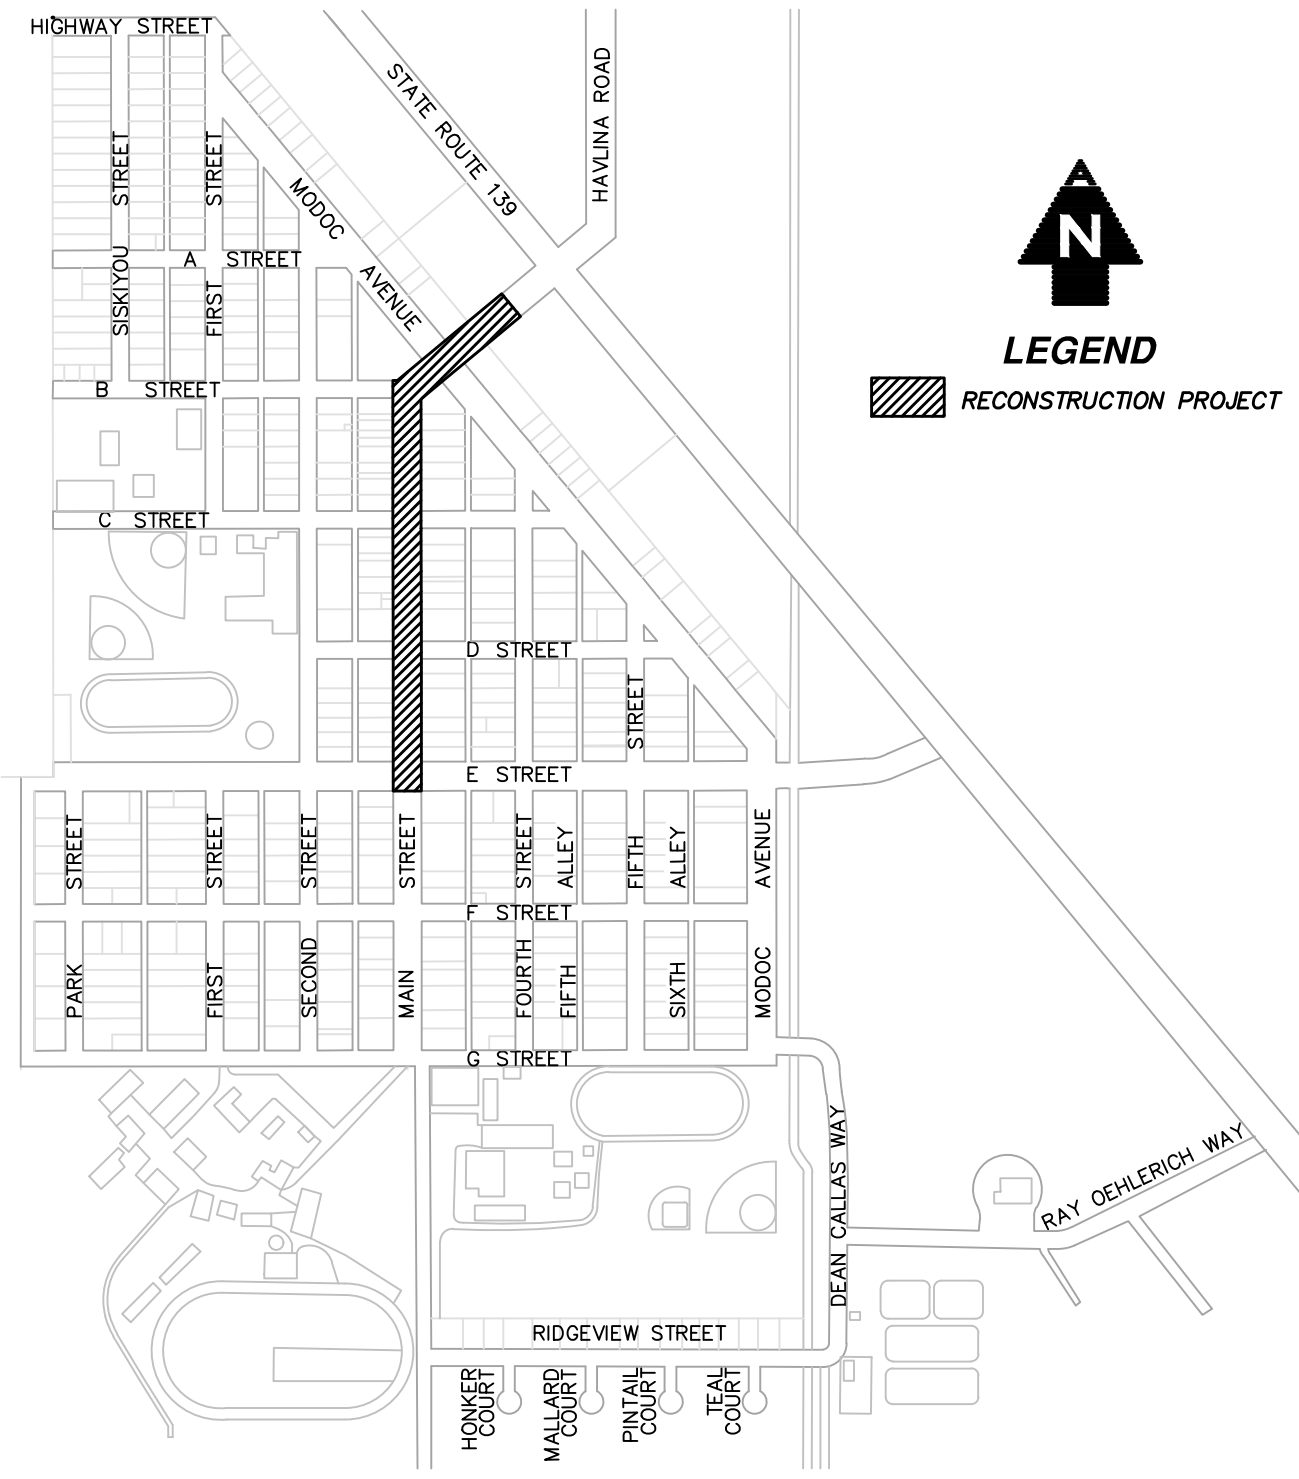 HIGHWAY STREET
STATE ROUTE 139
HAVLINA ROAD
SISKIYOU STREET
FIRST STREET
MODOC AVENUE
A STREET
N
LEGEND
RECONSTRUCTION PROJECT
B STREET
C STREET
D STREET
STREET
E STREET
PARK STREET
FIRST STREET
SECOND STREET
MAIN STREET
FOURTH STREET
FIFTH ALLEY
FIFTH
SIXTH ALLEY
MODOC AVENUE
F STREET
G STREET
DEAN CALLAS WAY
RAY OEHLERICH WAY
RIDGEVIEW STREET
HONKER
COURT
MALLARD
COURT
PINTAIL
COURT
TEAL
COURT